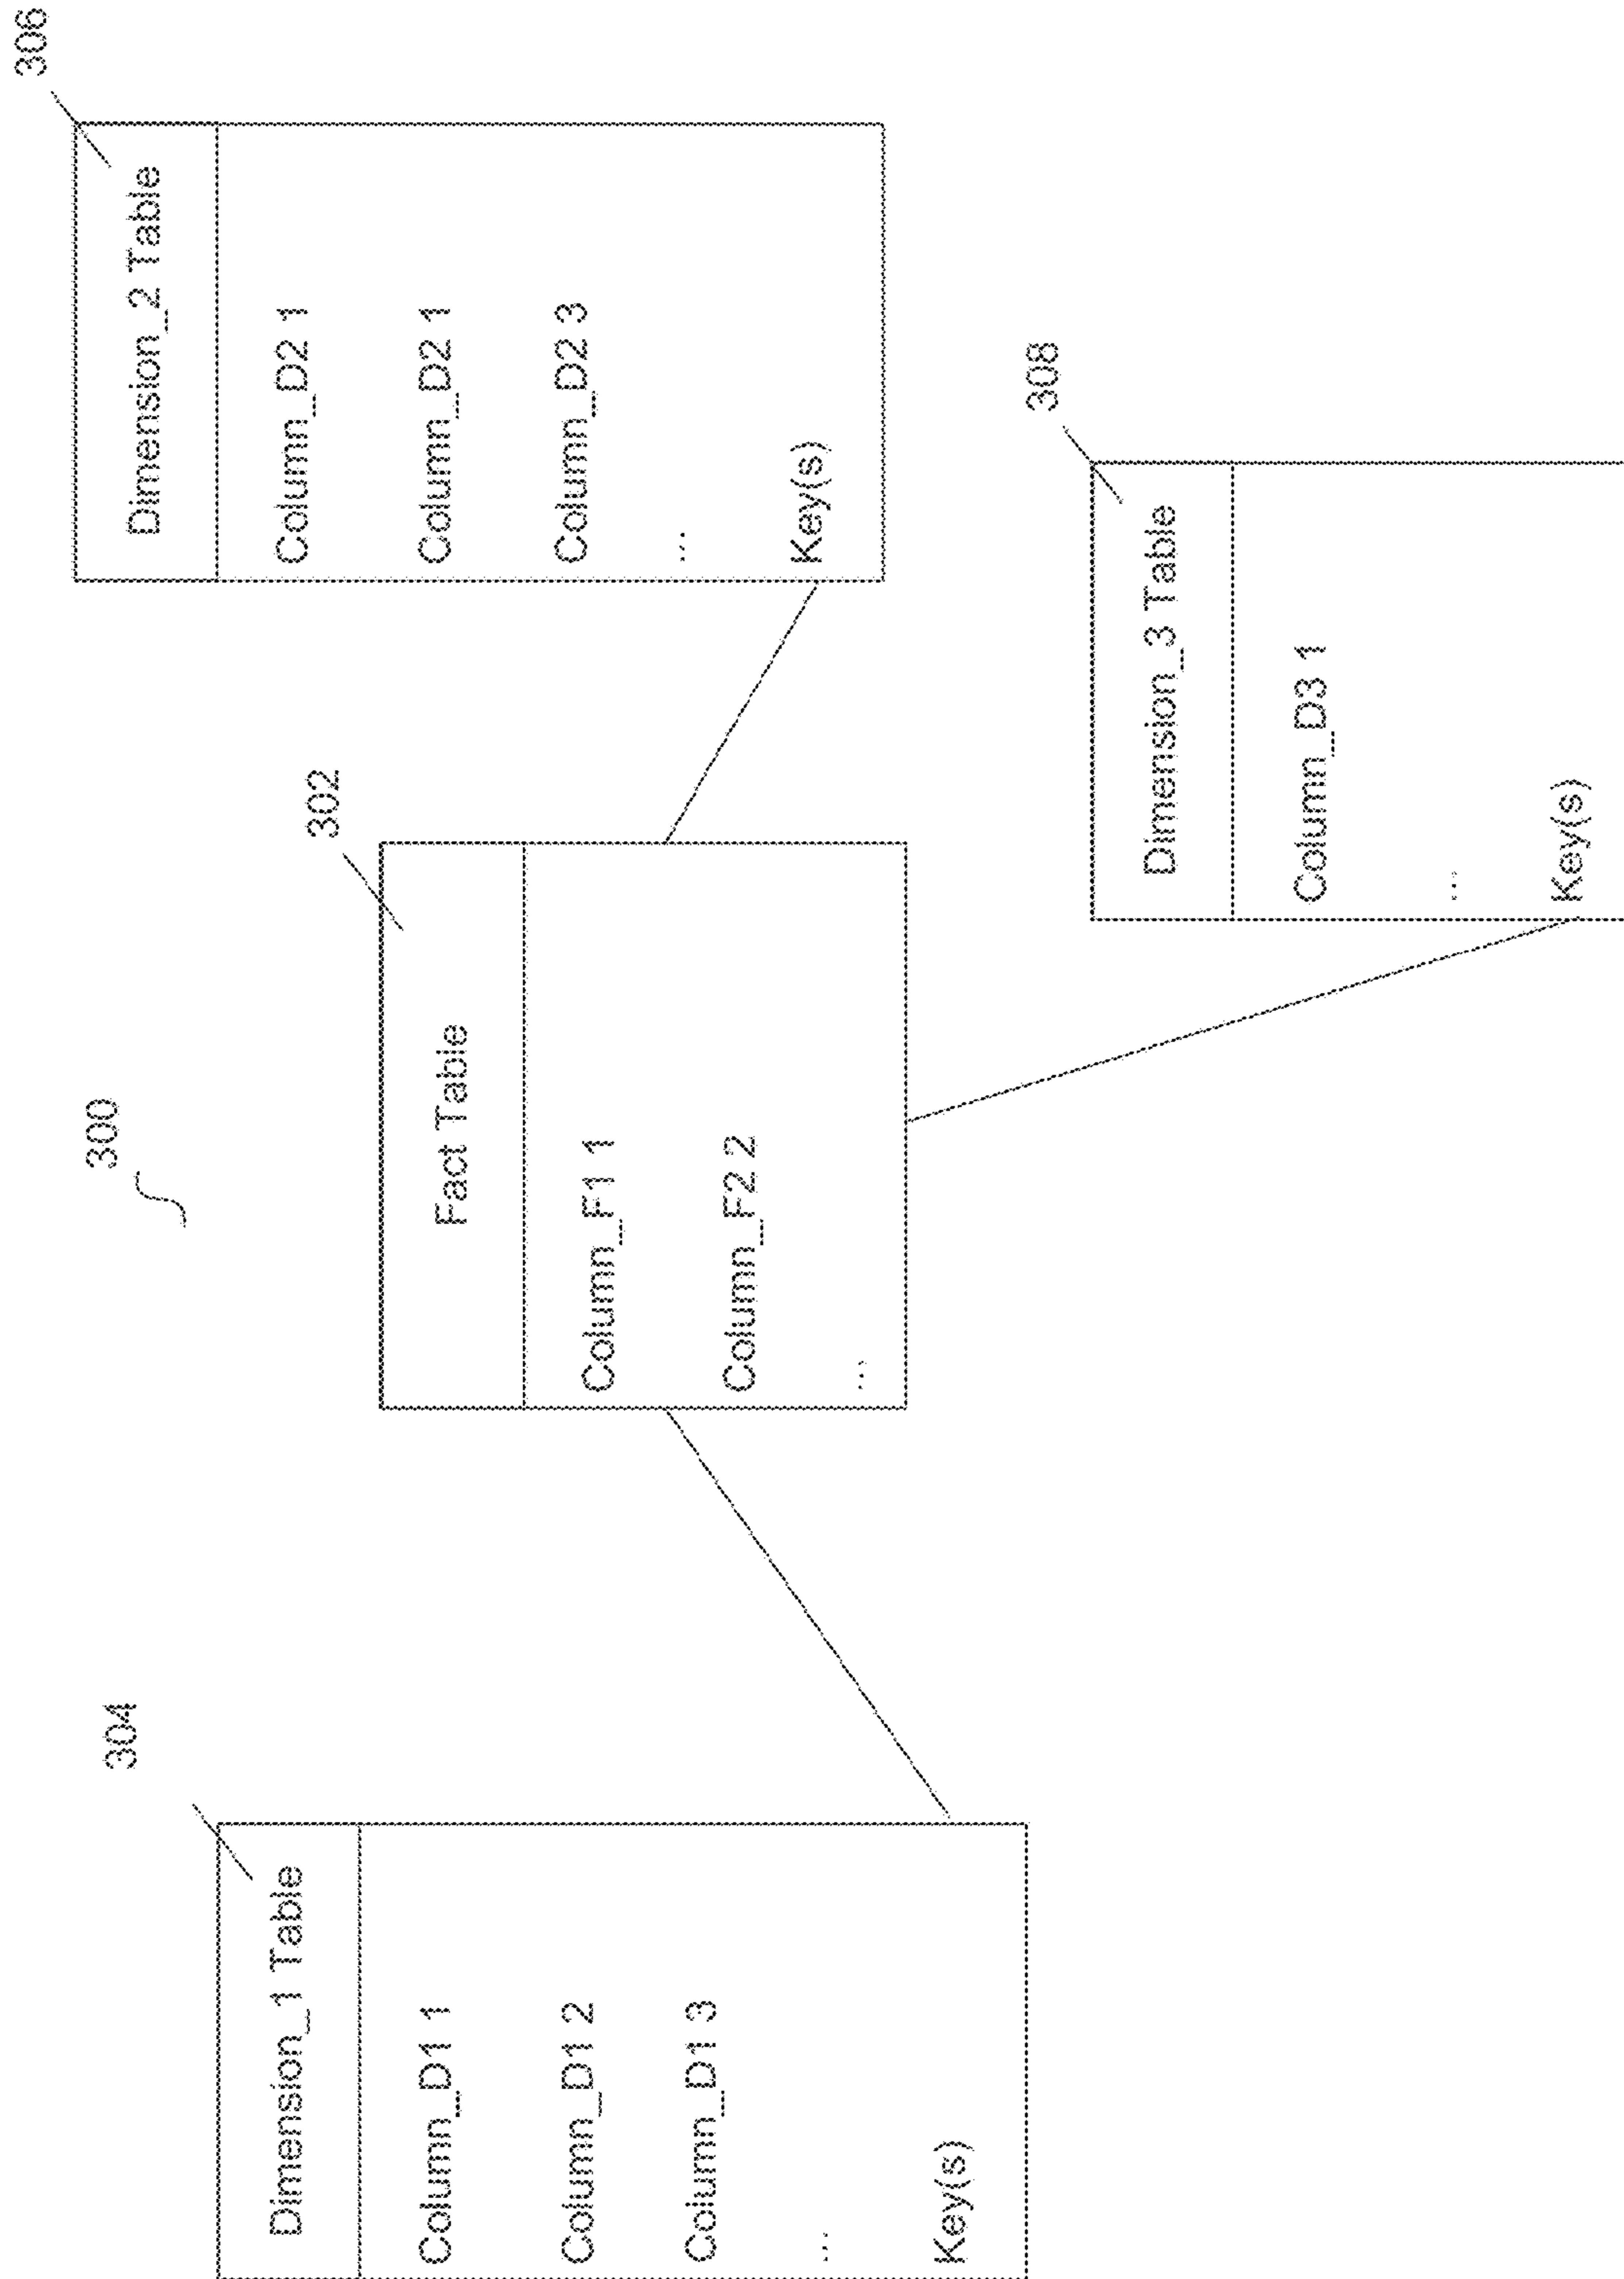 300
304
Dimension_1 Table
Column_D1 1
Column_D1 2
Column_D1 3
...
Key(s)
302
Fact Table
Column_F1 1
Column_F2 2
...
306
Dimension_2 Table
Column_D2 1
Column_D2 1
Column_D2 3
...
Key(s)
308
Dimension_3 Table
Column_D3 1
...
Key(s)